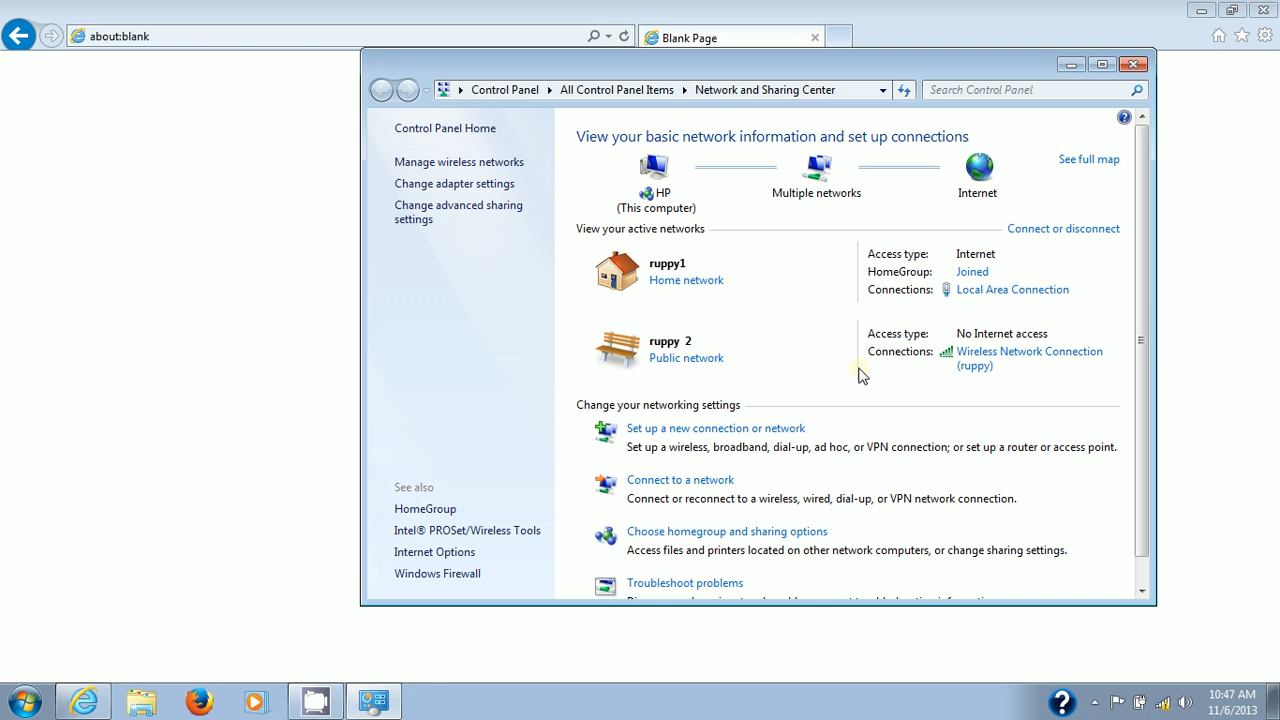 about:blank
Blank Page
Control Panel
All Control Panel Items
Network and Sharing Center
Search Control Panel
Control Panel Home
Manage wireless networks
Change adapter settings
Change advanced sharing
settings
View your basic network information and set up connections
See full map
HP
(This computer)
Multiple networks
Internet
View your active networks
Connect or disconnect
ruppy1
Home network
Access type: Internet
HomeGroup: Joined
Connections: Local Area Connection
ruppy 2
Public network
Access type: No Internet access
Connections: Wireless Network Connection
(ruppy)
Change your networking settings
Set up a new connection or network
Set up a wireless, broadband, dial-up, ad hoc, or VPN connection; or set up a router or access point.
Connect to a network
Connect or reconnect to a wireless, wired, dial-up, or VPN network connection.
Choose homegroup and sharing options
Access files and printers located on other network computers, or change sharing settings.
Troubleshoot problems
See also
HomeGroup
Intel® PROSet/Wireless Tools
Internet Options
Windows Firewall
10:47 AM
11/6/2013